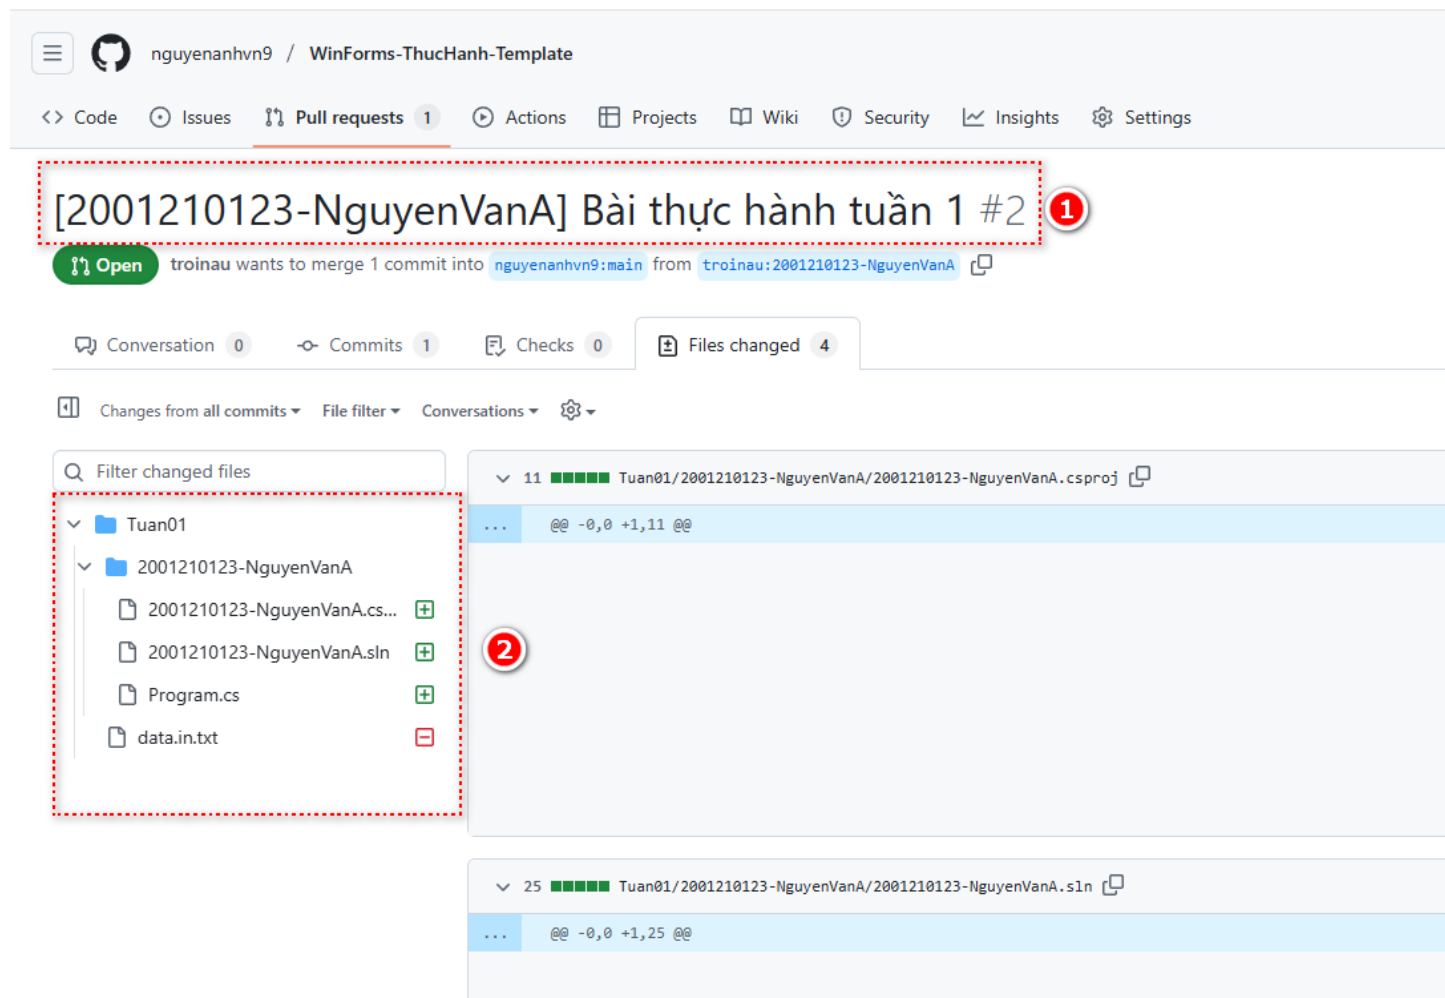 nguyenanhvn9 / WinForms-ThucHanh-Template
Code Issues Pull requests 1 Actions Projects Wiki Security Insights Settings
[2001210123-NguyenVanA] Bài thực hành tuần 1 #2
1
Open troinau wants to merge 1 commit into nguyenanhvn9:main from troinau:2001210123-NguyenVanA
Conversation 0 Commits 1 Checks 0 Files changed 4
Changes from all commits File filter Conversations
Filter changed files
Tuan01
2001210123-NguyenVanA
2001210123-NguyenVanA.cs...
2001210123-NguyenVanA.sln
Program.cs
data.in.txt
2
11 Tuan01/2001210123-NguyenVanA/2001210123-NguyenVanA.csproj
... @@ -0,0 +1,11 @@
25 Tuan01/2001210123-NguyenVanA/2001210123-NguyenVanA.sln
... @@ -0,0 +1,25 @@